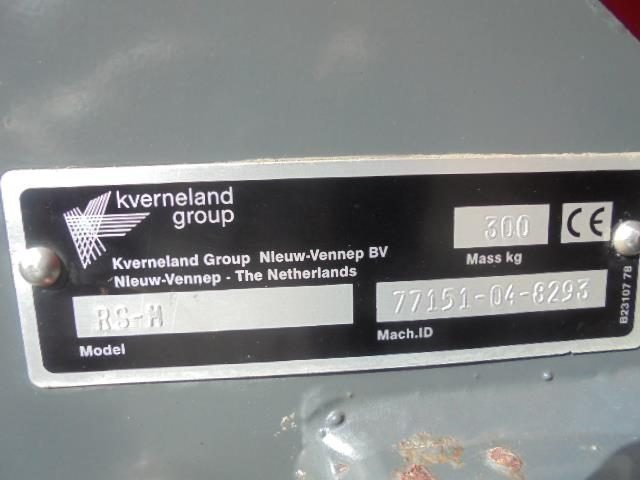 kverneland
group
Kverneland Group Nieuw-Vennep BV
Nieuw-Vennep - The Netherlands
300
Mass kg
CE
RS-M
Model
77151-04-8293
Mach.ID
B23107 78